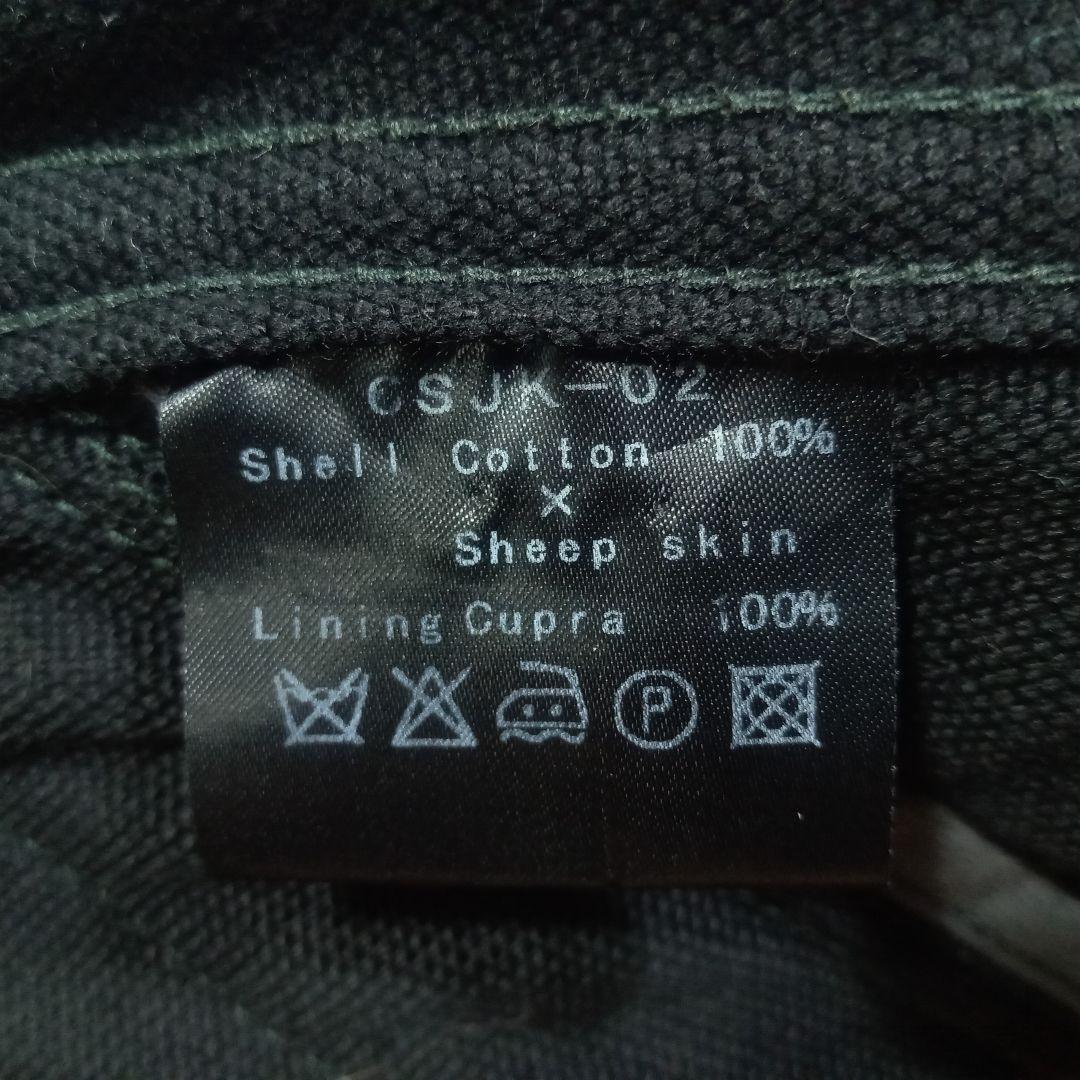 CSJK-02
Shell Cotton 100%
×
Sheep skin
Lining Cupra 100%
P